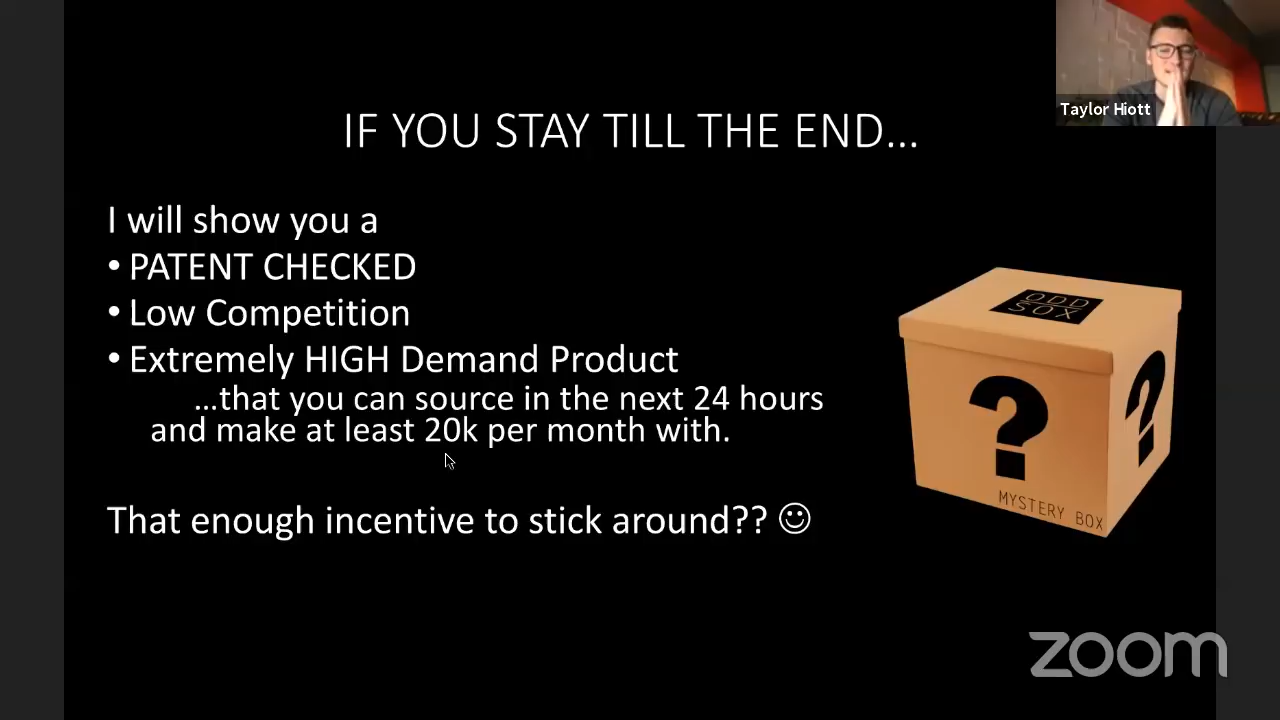 Taylor Hiott
IF YOU STAY TILL THE END...
I will show you a
• PATENT CHECKED
• Low Competition
• Extremely HIGH Demand Product
...that you can source in the next 24 hours
and make at least 20k per month with.
That enough incentive to stick around?? ☺
ODD
SOX
?
?
MYSTERY BOX
zoom